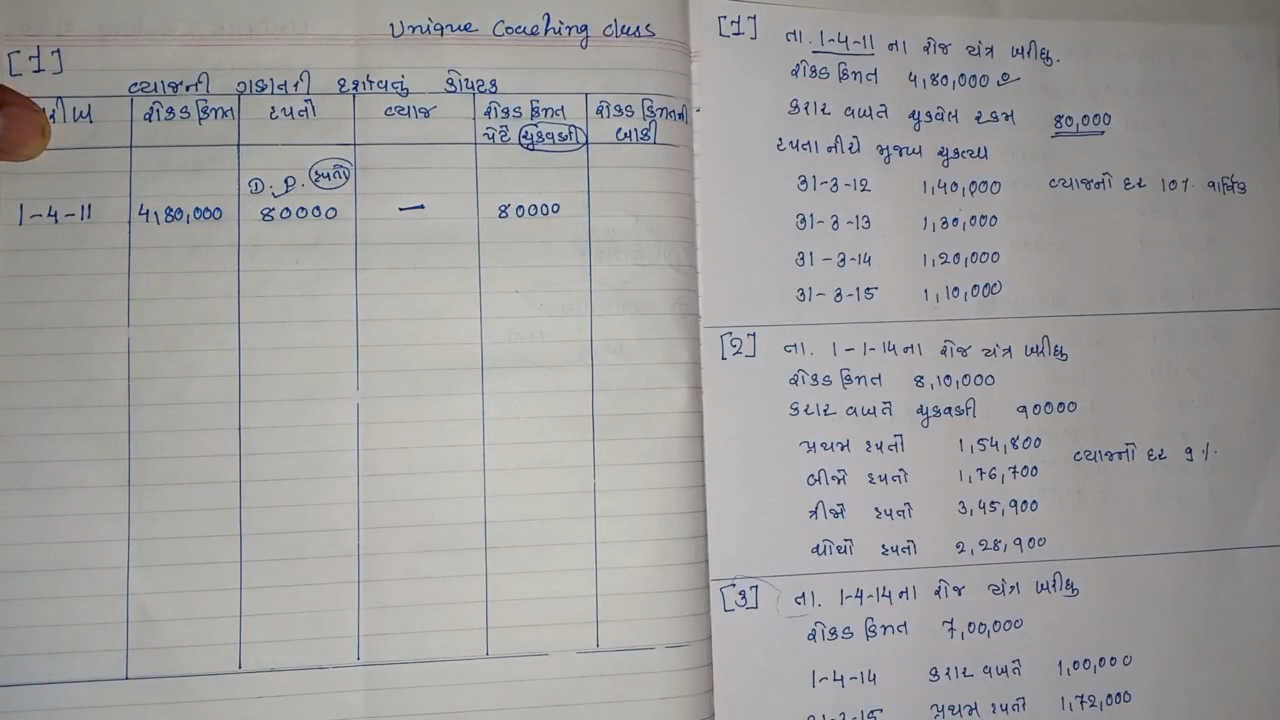 Unique Coaching class
[1]
વ્યાજની ગણતરી દર્શાવતું કોષ્ટક
રોકડ કિંમત હપતો વ્યાજ રોકડ કિંમત પેટે ચુકવણી રોકડ કિંમતની બાકી
D.P. હપતો
1-4-11 4,80,000 80000 — 80000
[1] તા. 1-4-11 ના રોજ યંત્ર ખરીદ્યુ.
રોકડ કિંમત 4,80,000
કરાર વખતે ચુકવેલ રકમ 80,000
હપતા નીચે મુજબ ચુકવ્યા
31-3-12 1,40,000 વ્યાજનો દર 10% વાર્ષિક
31-3-13 1,30,000
31-3-14 1,20,000
31-3-15 1,10,000
[2] તા. 1-1-14 ના રોજ યંત્ર ખરીદ્યુ
રોકડ કિંમત 8,10,000
કરાર વખતે ચુકવણી 90000
પ્રથમ હપતો 1,54,800
વ્યાજનો દર 9%.
બીજો હપતો 1,76,700
ત્રીજો હપતો 3,45,900
ચોથો હપતો 2,28,900
[3] તા. 1-4-14 ના રોજ યંત્ર ખરીદ્યુ
રોકડ કિંમત 7,00,000
1-4-14 કરાર વખતે 1,00,000
31-3-15 પ્રથમ હપતો 1,72,000